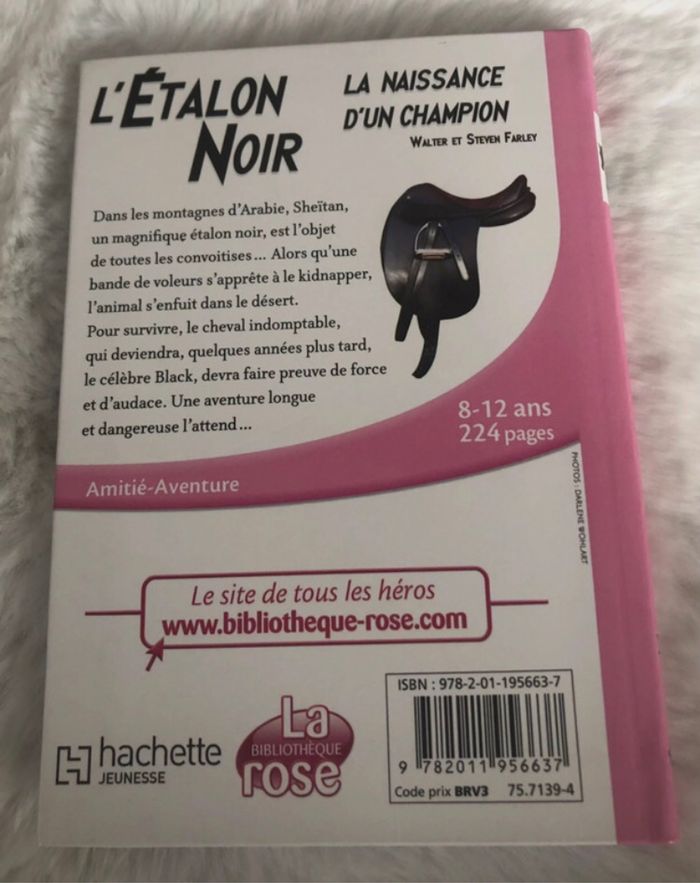 L'ÉTALON
NOIR
LA NAISSANCE
D'UN CHAMPION
WALTER ET STEVEN FARLEY
Dans les montagnes d'Arabie, Sheïtan,
un magnifique étalon noir, est l'objet
de toutes les convoitises... Alors qu'une
bande de voleurs s'apprête à le kidnapper,
l'animal s'enfuit dans le désert.
Pour survivre, le cheval indomptable,
qui deviendra, quelques années plus tard,
le célèbre Black, devra faire preuve de force
et d'audace. Une aventure longue
et dangereuse l'attend...
8-12 ans
224 pages
Amitié-Aventure
PHOTOS : DARLENE WOHLART
Le site de tous les héros
www.bibliotheque-rose.com
hachette
JEUNESSE
La
BIBLIOTHÈQUE
rose
ISBN : 978-2-01-195663-7
9 782011 956637
Code prix BRV3 75.7139-4